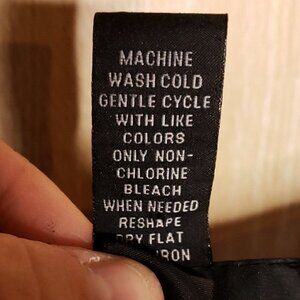 MACHINE
WASH COLD
GENTLE CYCLE
WITH LIKE
COLORS
ONLY NON-
CHLORINE
BLEACH
WHEN NEEDED
RESHAPE
DRY FLAT
IRON